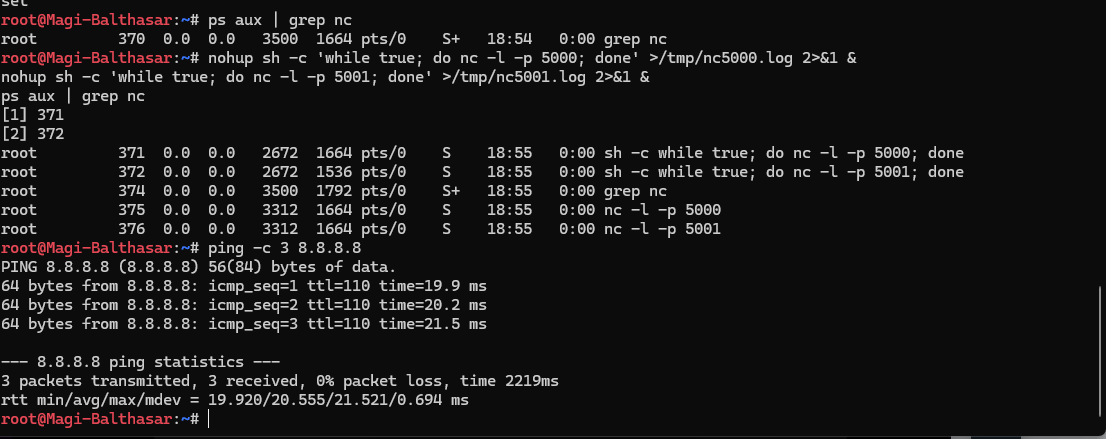 set
root@Magi-Balthasar:~# ps aux | grep nc
root         370  0.0  0.0   3500  1664 pts/0    S+   18:54   0:00 grep nc
root@Magi-Balthasar:~# nohup sh -c 'while true; do nc -l -p 5000; done' >/tmp/nc5000.log 2>&1 &
nohup sh -c 'while true; do nc -l -p 5001; done' >/tmp/nc5001.log 2>&1 &
ps aux | grep nc
[1] 371
[2] 372
root         371  0.0  0.0   2672  1664 pts/0    S    18:55   0:00 sh -c while true; do nc -l -p 5000; done
root         372  0.0  0.0   2672  1536 pts/0    S    18:55   0:00 sh -c while true; do nc -l -p 5001; done
root         374  0.0  0.0   3500  1792 pts/0    S+   18:55   0:00 grep nc
root         375  0.0  0.0   3312  1664 pts/0    S    18:55   0:00 nc -l -p 5000
root         376  0.0  0.0   3312  1664 pts/0    S    18:55   0:00 nc -l -p 5001
root@Magi-Balthasar:~# ping -c 3 8.8.8.8
PING 8.8.8.8 (8.8.8.8) 56(84) bytes of data.
64 bytes from 8.8.8.8: icmp_seq=1 ttl=110 time=19.9 ms
64 bytes from 8.8.8.8: icmp_seq=2 ttl=110 time=20.2 ms
64 bytes from 8.8.8.8: icmp_seq=3 ttl=110 time=21.5 ms

--- 8.8.8.8 ping statistics ---
3 packets transmitted, 3 received, 0% packet loss, time 2219ms
rtt min/avg/max/mdev = 19.920/20.555/21.521/0.694 ms
root@Magi-Balthasar:~#